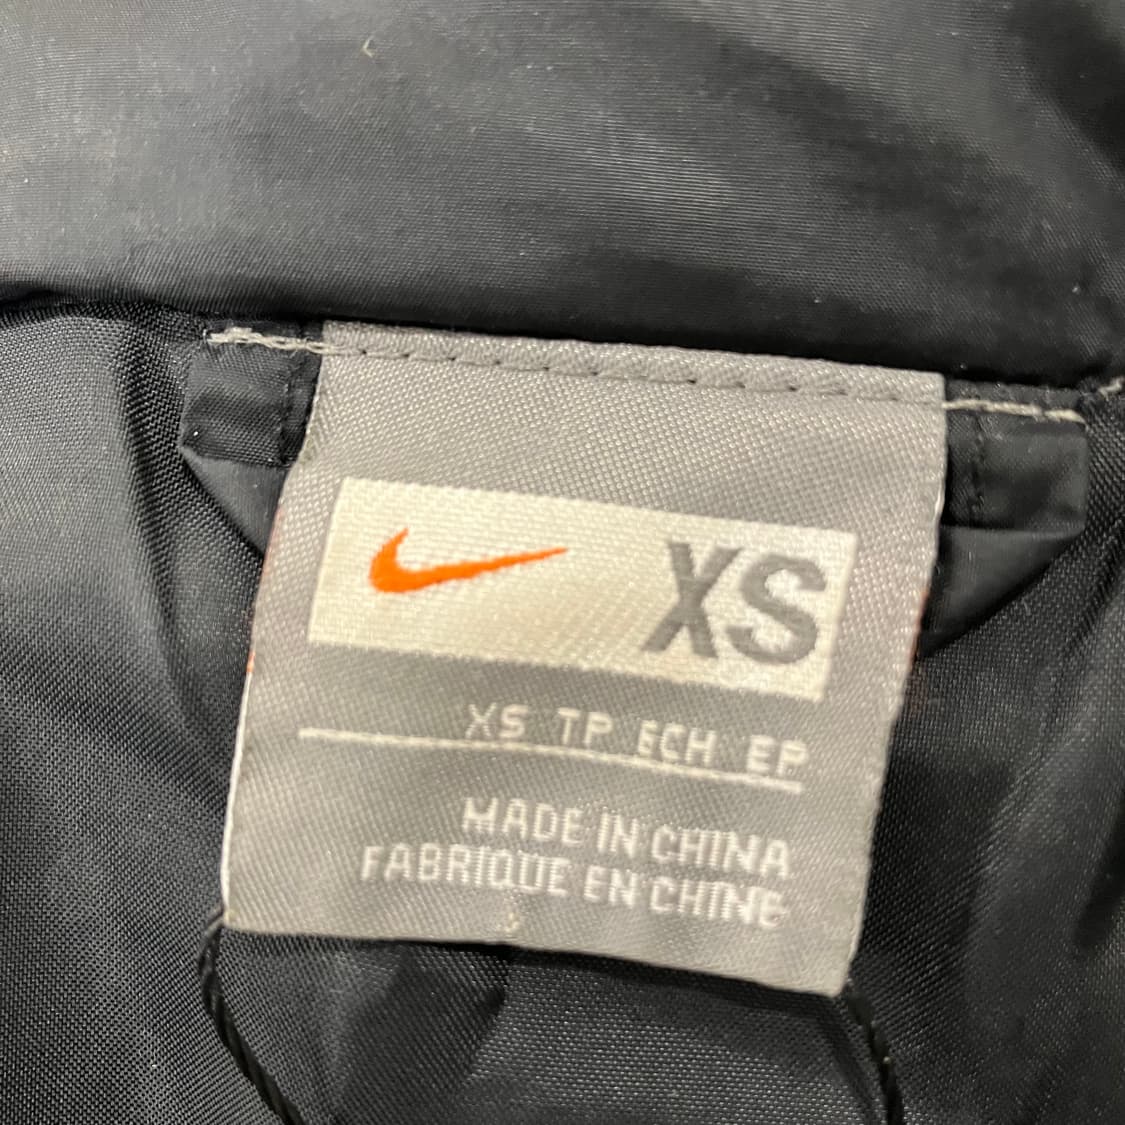 XS
XS TP ECH EP
MADE IN CHINA
FABRIQUE EN CHINE